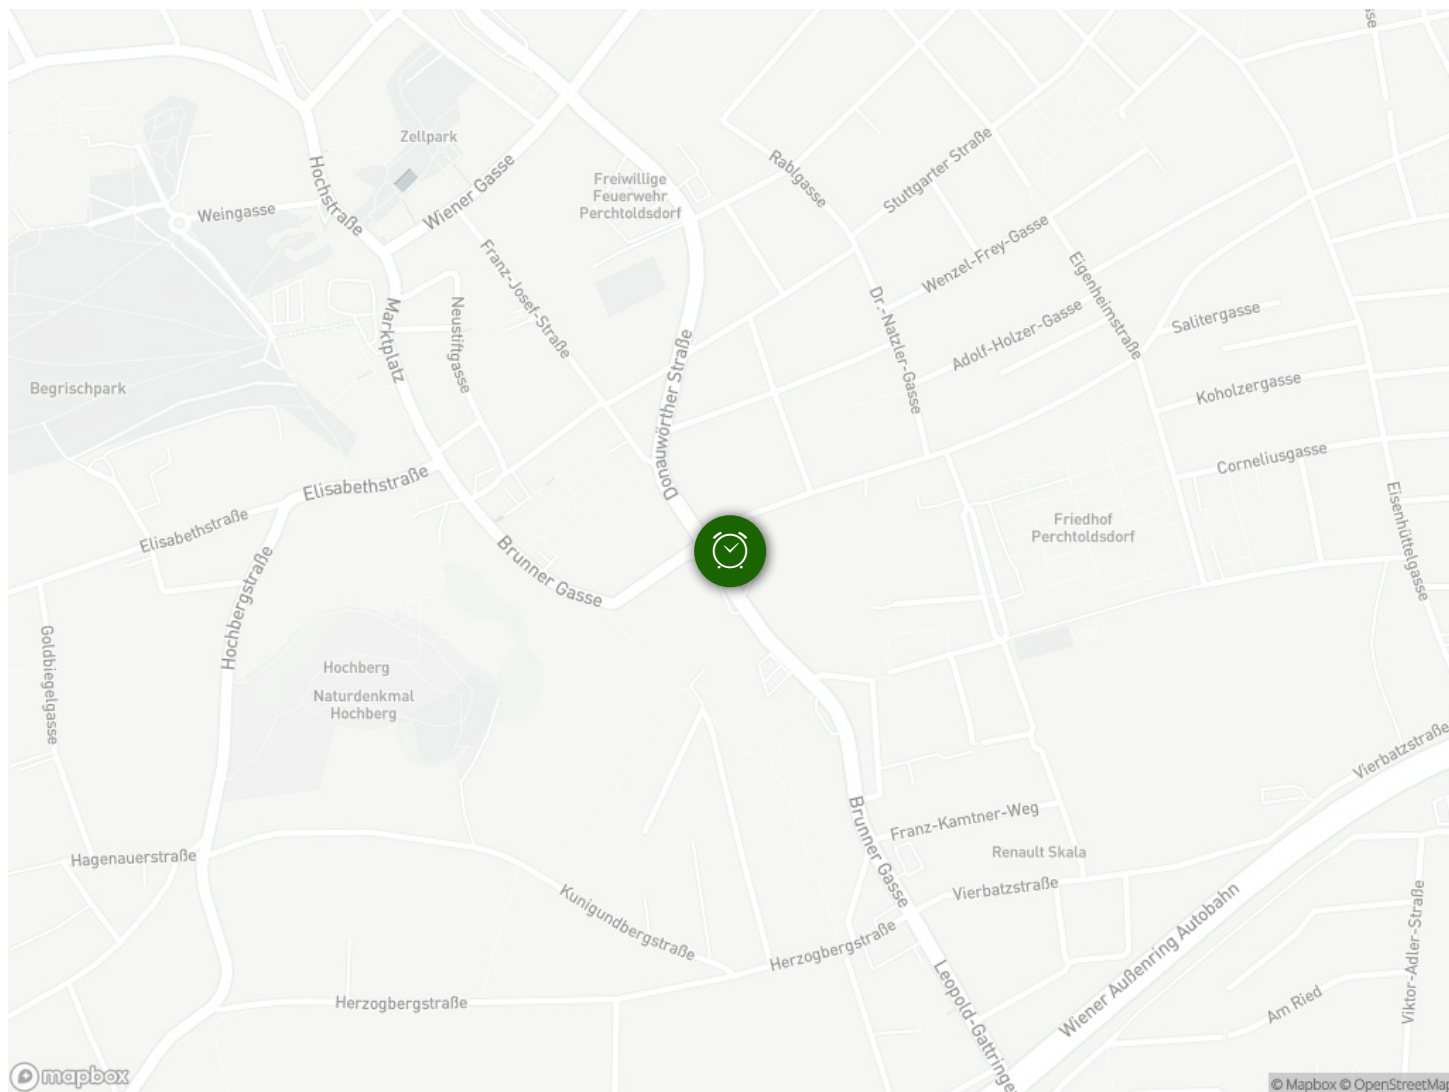 sse
Zellpark
Hochstraße
Wiener Gasse
Weingasse
Freiwillige
Feuerwehr
Perchtoldsdorf
Rablgasse
Stuttgarter Straße
Franz-Josef-Straße
Wenzel-Frey-Gasse
Eigenheimstraße
Marktplatz
Neustiftgasse
Dr.-Natzler-Gasse
Adolf-Holzer-Gasse
Salitergasse
Begrischpark
Donauwörther Straße
Koholzergasse
Corneliusgasse
Elisabethstraße
Elisabethstraße
Friedhof
Perchtoldsdorf
Eisenhüttelgasse
Brunner Gasse
Hochbergstraße
Goldbiegelgasse
Hochberg
Naturdenkmal
Hochberg
Vierbatzstraße
Brunner Gasse
Franz-Kamtner-Weg
Renault Skala
Hagenauerstraße
Vierbatzstraße
Kunigundbergstraße
Herzogbergstraße
Wiener Außenring Autobahn
Viktor-Adler-Straße
Herzogbergstraße
Leopold-Gattringer
Am Ried
mapbox
© Mapbox © OpenStreetMap